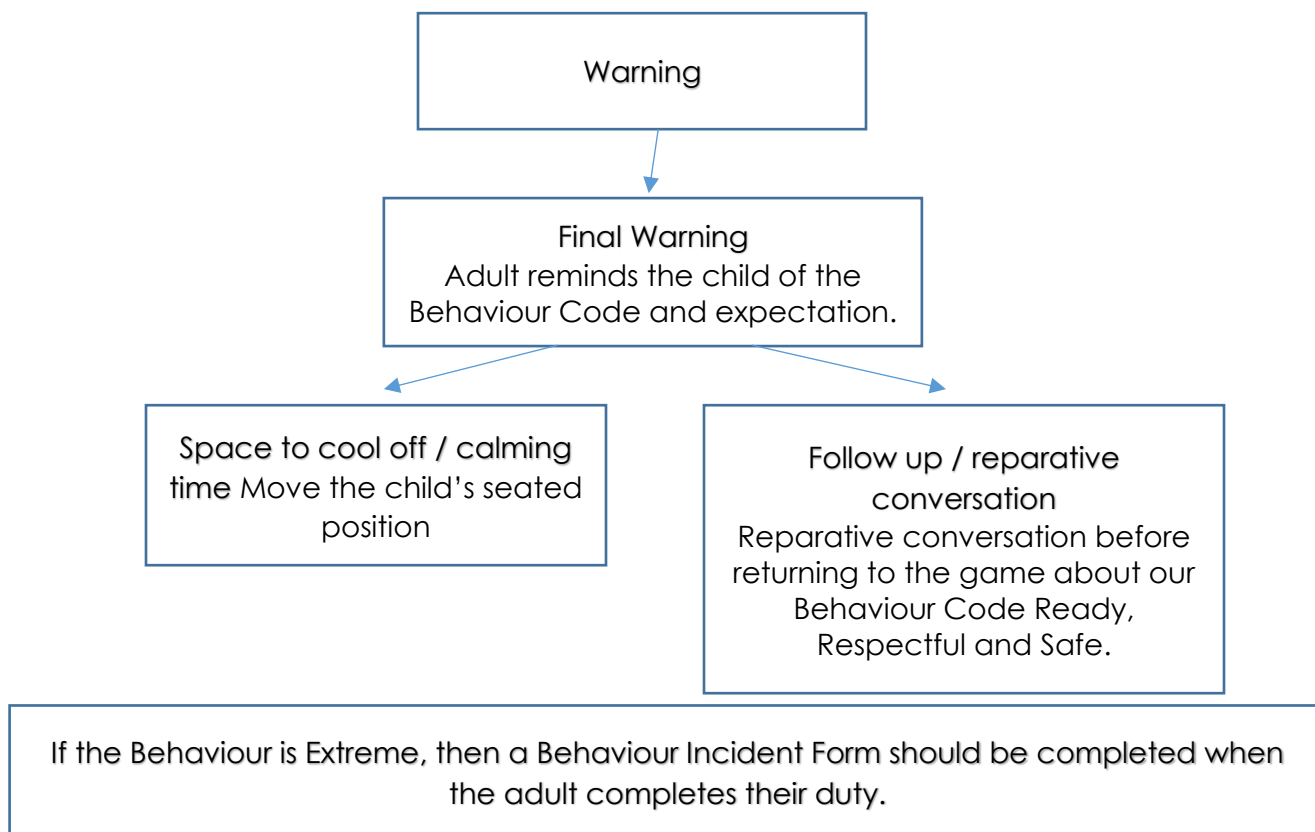 Warning
Final Warning
Adult reminds the child of the
Behaviour Code and expectation.
Space to cool off / calming
time Move the child’s seated
position
Follow up / reparative
conversation
Reparative conversation before
returning to the game about our
Behaviour Code Ready,
Respectful and Safe.
If the Behaviour is Extreme, then a Behaviour Incident Form should be completed when
the adult completes their duty.